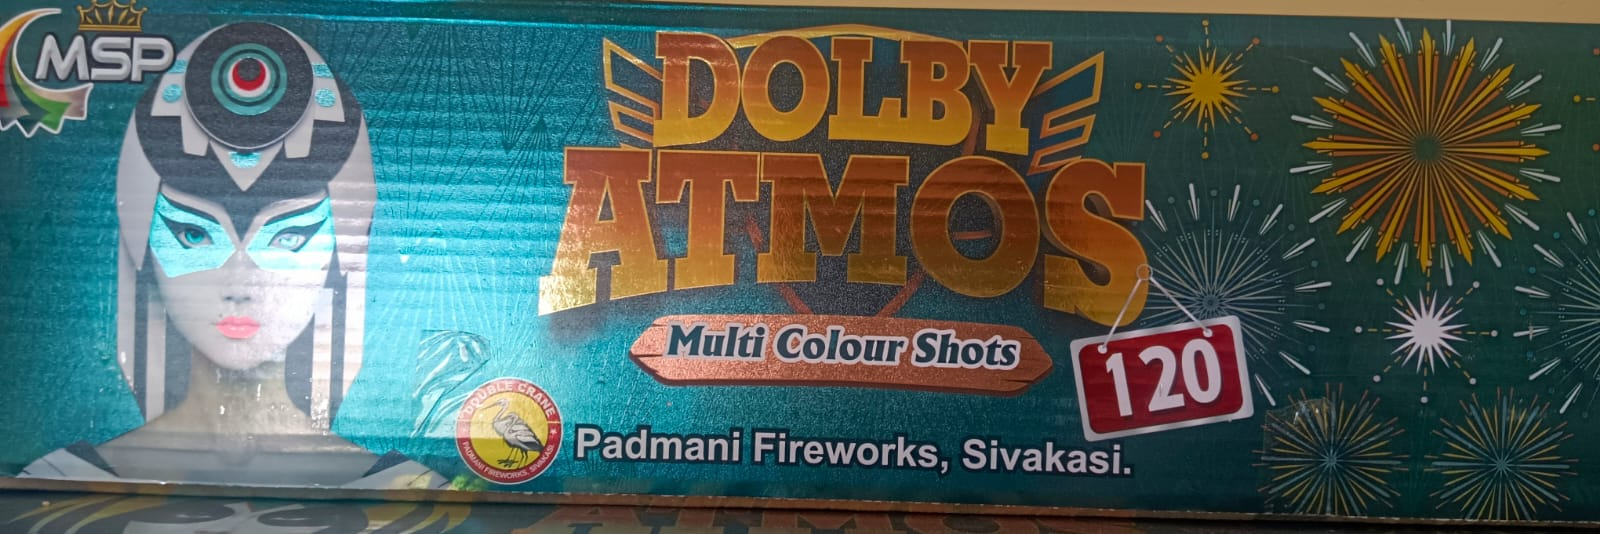 MSP
DOLBY
ATMOS
Multi Colour Shots
120
DOUBLE CRANE
PADMANI FIREWORKS, SIVAKASI
Padmani Fireworks, Sivakasi.